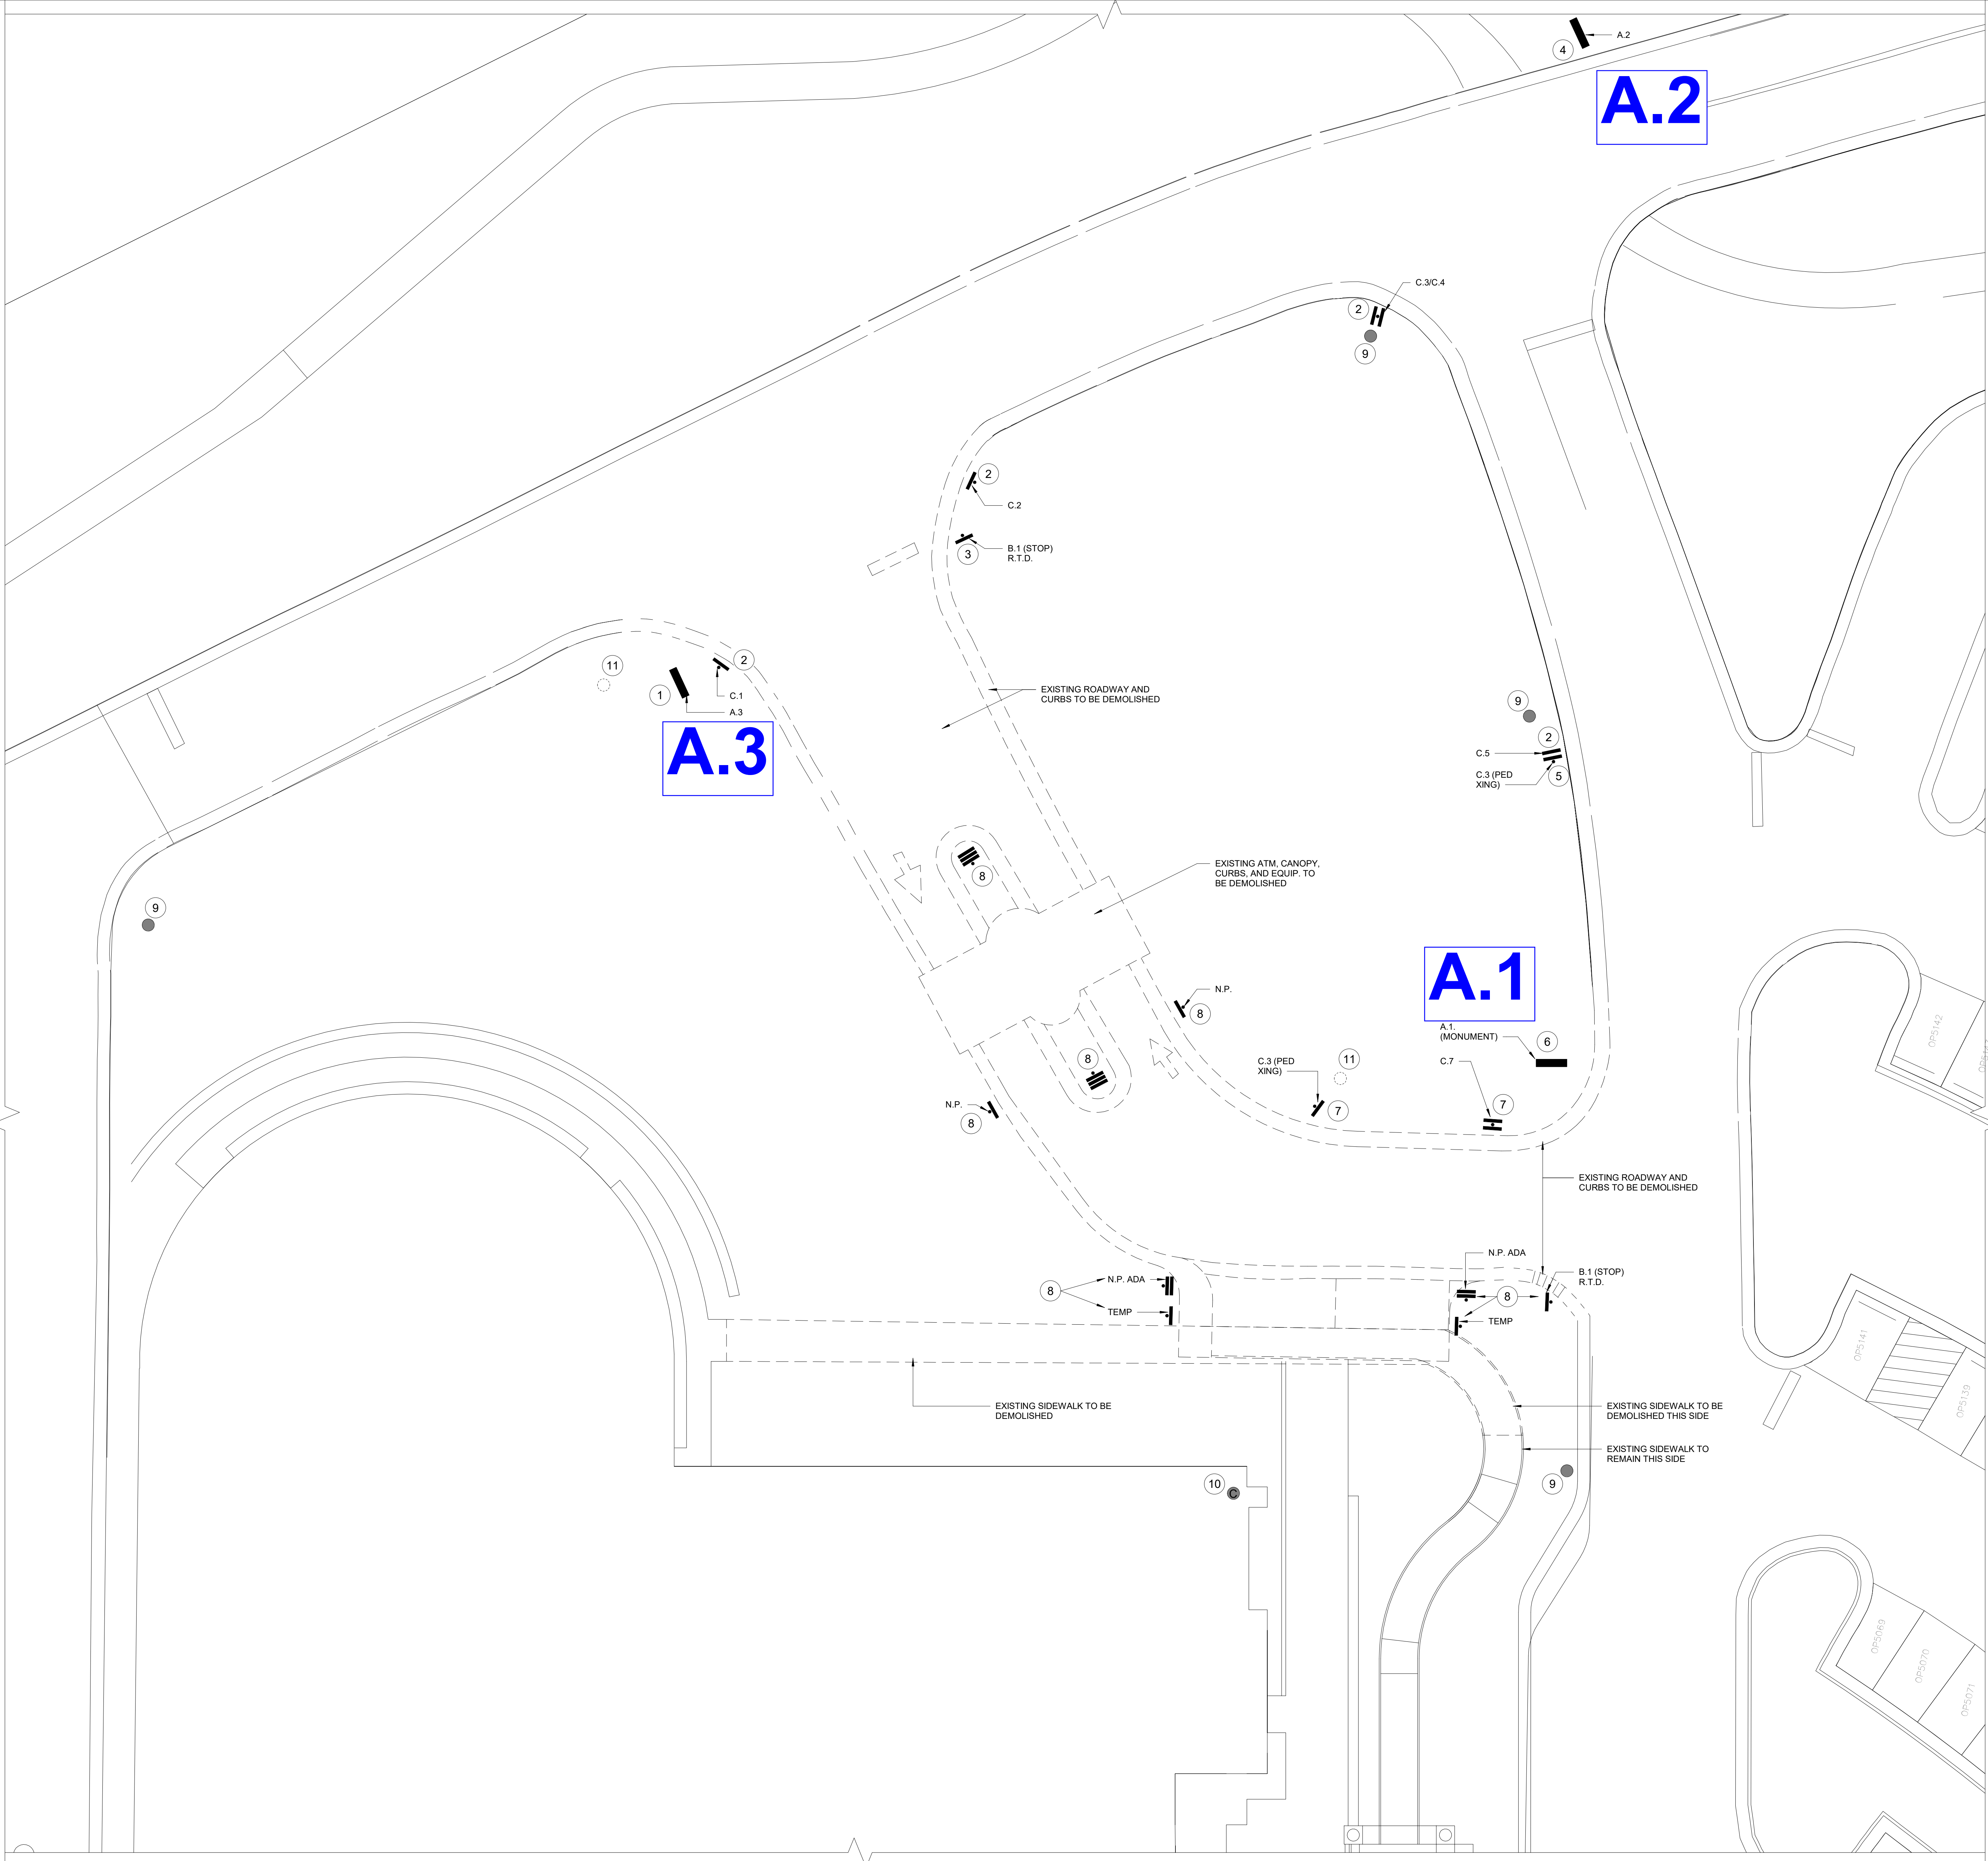 A.2
4
A.2
C.3/C.4
2
9
2
C.2
B.1 (STOP)
R.T.D.
3
11
2
1
C.1
A.3
A.3
EXISTING ROADWAY AND
CURBS TO BE DEMOLISHED
9
2
C.5
C.3 (PED
XING)
5
8
EXISTING ATM, CANOPY,
CURBS, AND EQUIP. TO
BE DEMOLISHED
9
A.1
N.P.
8
A.1.
(MONUMENT)
6
C.3 (PED
XING)
11
C.7
8
7
7
N.P.
8
OP5142
EXISTING ROADWAY AND
CURBS TO BE DEMOLISHED
N.P. ADA
B.1 (STOP)
R.T.D.
8
N.P. ADA
TEMP
8
TEMP
OP5141
OP5139
EXISTING SIDEWALK TO BE
DEMOLISHED
EXISTING SIDEWALK TO BE
DEMOLISHED THIS SIDE
EXISTING SIDEWALK TO
REMAIN THIS SIDE
10
C
9
OP5069
OP5070
OP5071